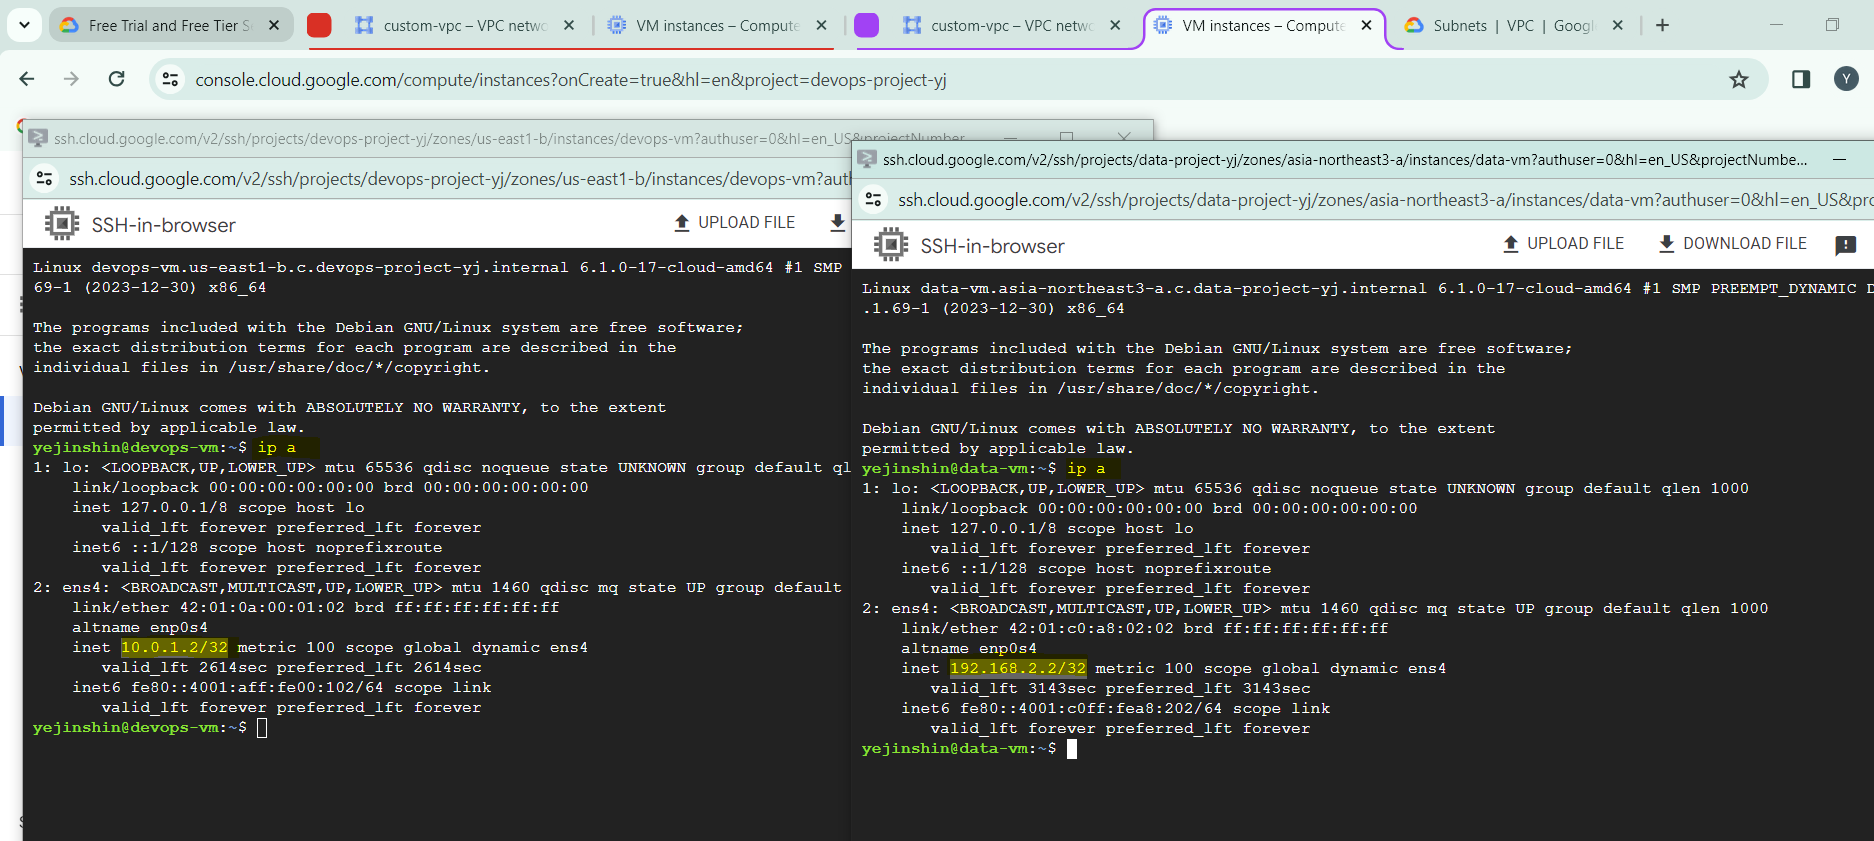 Free Trial and Free Tier S
custom-vpc – VPC netwo
VM instances – Compute
custom-vpc – VPC netwo
VM instances – Compute
Subnets | VPC | Googl
console.cloud.google.com/compute/instances?onCreate=true&hl=en&project=devops-project-yj
Y
ssh.cloud.google.com/v2/ssh/projects/devops-project-yj/zones/us-east1-b/instances/devops-vm?authuser=0&hl=en_US&projectNumber
ssh.cloud.google.com/v2/ssh/projects/devops-project-yj/zones/us-east1-b/instances/devops-vm?aut
SSH-in-browser
UPLOAD FILE
Linux devops-vm.us-east1-b.c.devops-project-yj.internal 6.1.0-17-cloud-amd64 #1 SMP
69-1 (2023-12-30) x86_64
The programs included with the Debian GNU/Linux system are free software;
the exact distribution terms for each program are described in the
individual files in /usr/share/doc/*/copyright.
Debian GNU/Linux comes with ABSOLUTELY NO WARRANTY, to the extent
permitted by applicable law.
yejinshin@devops-vm:~$ ip a
1: lo: <LOOPBACK,UP,LOWER_UP> mtu 65536 qdisc noqueue state UNKNOWN group default ql
link/loopback 00:00:00:00:00:00 brd 00:00:00:00:00:00
inet 127.0.0.1/8 scope host lo
valid_lft forever preferred_lft forever
inet6 ::1/128 scope host noprefixroute
valid_lft forever preferred_lft forever
2: ens4: <BROADCAST,MULTICAST,UP,LOWER_UP> mtu 1460 qdisc mq state UP group default
link/ether 42:01:0a:00:01:02 brd ff:ff:ff:ff:ff:ff
altname enp0s4
inet 10.0.1.2/32 metric 100 scope global dynamic ens4
valid_lft 2614sec preferred_lft 2614sec
inet6 fe80::4001:aff:fe00:102/64 scope link
valid_lft forever preferred_lft forever
yejinshin@devops-vm:~$
ssh.cloud.google.com/v2/ssh/projects/data-project-yj/zones/asia-northeast3-a/instances/data-vm?authuser=0&hl=en_US&projectNumbe...
ssh.cloud.google.com/v2/ssh/projects/data-project-yj/zones/asia-northeast3-a/instances/data-vm?authuser=0&hl=en_US&pro
SSH-in-browser
UPLOAD FILE
DOWNLOAD FILE
Linux data-vm.asia-northeast3-a.c.data-project-yj.internal 6.1.0-17-cloud-amd64 #1 SMP PREEMPT_DYNAMIC D
.1.69-1 (2023-12-30) x86_64
The programs included with the Debian GNU/Linux system are free software;
the exact distribution terms for each program are described in the
individual files in /usr/share/doc/*/copyright.
Debian GNU/Linux comes with ABSOLUTELY NO WARRANTY, to the extent
permitted by applicable law.
yejinshin@data-vm:~$ ip a
1: lo: <LOOPBACK,UP,LOWER_UP> mtu 65536 qdisc noqueue state UNKNOWN group default qlen 1000
link/loopback 00:00:00:00:00:00 brd 00:00:00:00:00:00
inet 127.0.0.1/8 scope host lo
valid_lft forever preferred_lft forever
inet6 ::1/128 scope host noprefixroute
valid_lft forever preferred_lft forever
2: ens4: <BROADCAST,MULTICAST,UP,LOWER_UP> mtu 1460 qdisc mq state UP group default qlen 1000
link/ether 42:01:c0:a8:02:02 brd ff:ff:ff:ff:ff:ff
altname enp0s4
inet 192.168.2.2/32 metric 100 scope global dynamic ens4
valid_lft 3143sec preferred_lft 3143sec
inet6 fe80::4001:c0ff:fea8:202/64 scope link
valid_lft forever preferred_lft forever
yejinshin@data-vm:~$